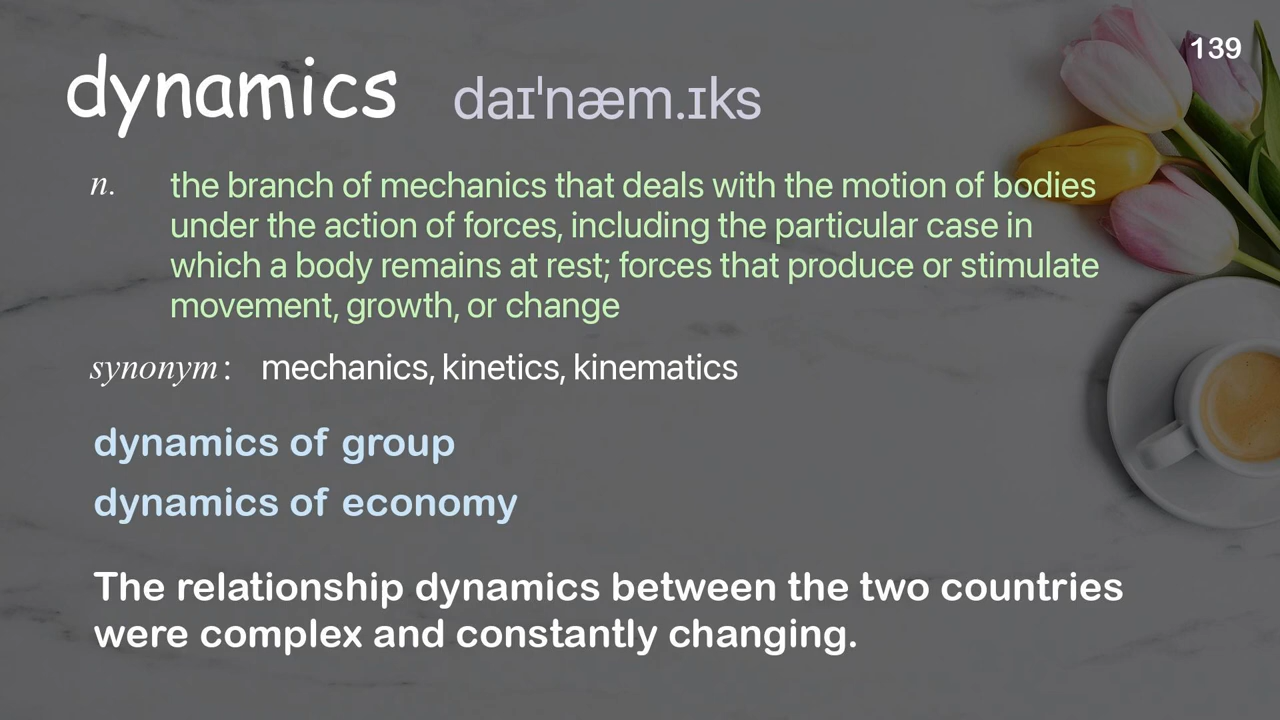 139
dynamics daɪˈnæm.ɪks
n. the branch of mechanics that deals with the motion of bodies
under the action of forces, including the particular case in
which a body remains at rest; forces that produce or stimulate
movement, growth, or change
synonym: mechanics, kinetics, kinematics
dynamics of group
dynamics of economy
The relationship dynamics between the two countries
were complex and constantly changing.